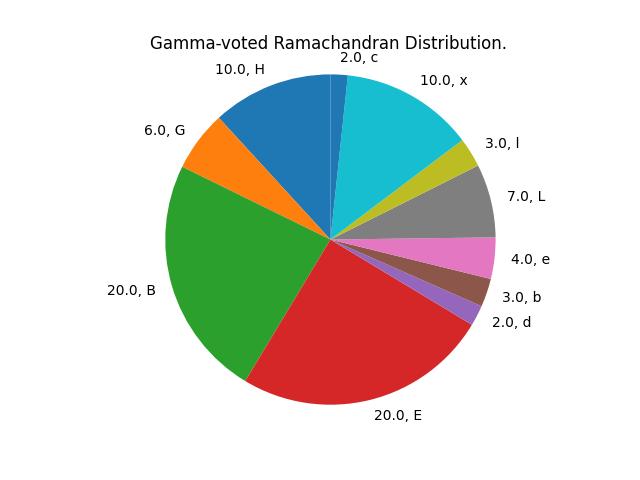 Gamma-voted Ramachandran Distribution.
2.0, c
10.0, H
10.0, x
6.0, G
3.0, l
7.0, L
4.0, e
20.0, B
3.0, b
2.0, d
20.0, E